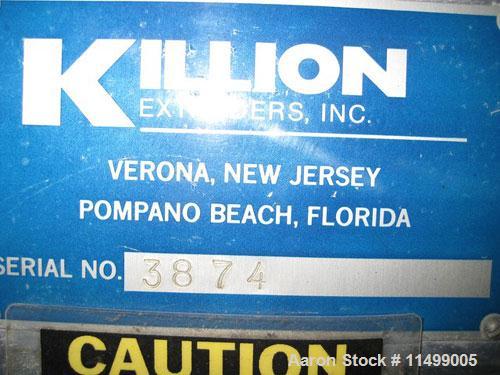 KILLION
EXTRUDERS, INC.
VERONA, NEW JERSEY
POMPANO BEACH, FLORIDA
SERIAL NO. 3874
CAUTION
Aaron Stock # 11499005